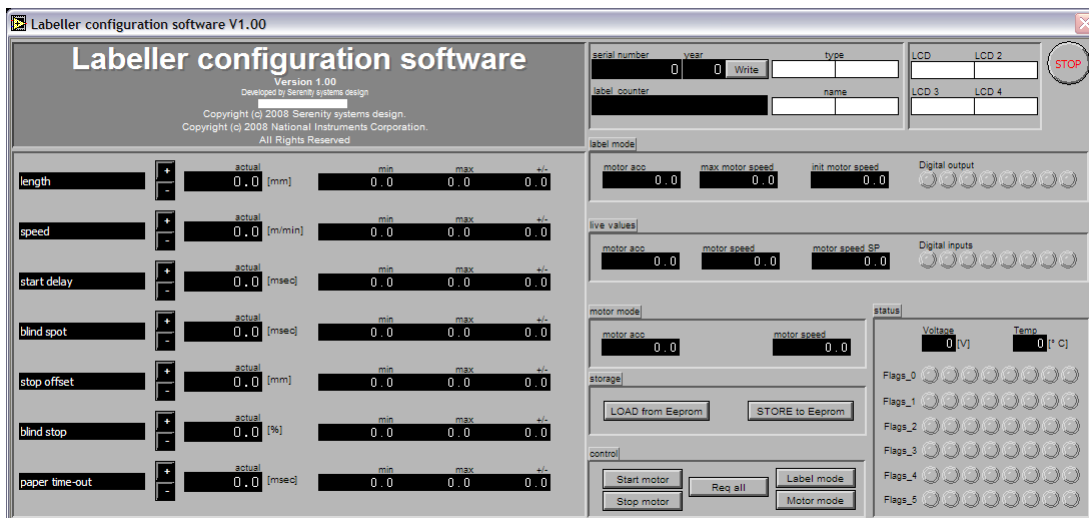 Labeller configuration software V1.00
Labeller configuration software
Version 1.00
Developed by Serenity systems design
Copyright (c) 2008 Serenity systems design.
Copyright (c) 2008 National Instruments Corporation.
All Rights Reserved
serial number year type
0 0 Write
label counter name
LCD LCD 2
LCD 3 LCD 4
STOP
label mode
motor acc max motor speed init motor speed Digital output
0.0 0.0 0.0
live values
motor acc motor speed motor speed SP Digital inputs
0.0 0.0 0.0
motor mode
motor acc motor speed
0.0 0.0
storage
LOAD from Eeprom STORE to Eeprom
control
Start motor Req all Label mode
Stop motor Motor mode
status
Voltage Temp
0 [V] 0 [° C]
Flags_0
Flags_1
Flags_2
Flags_3
Flags_4
Flags_5
actual min max +/-
length + - 0.0 [mm] 0.0 0.0 0.0
actual min max +/-
speed + - 0.0 [m/min] 0.0 0.0 0.0
actual min max +/-
start delay + - 0.0 [msec] 0.0 0.0 0.0
actual min max +/-
blind spot + - 0.0 [msec] 0.0 0.0 0.0
actual min max +/-
stop offset + - 0.0 [mm] 0.0 0.0 0.0
actual min max +/-
blind stop + - 0.0 [%] 0.0 0.0 0.0
actual min max +/-
paper time-out + - 0.0 [msec] 0.0 0.0 0.0